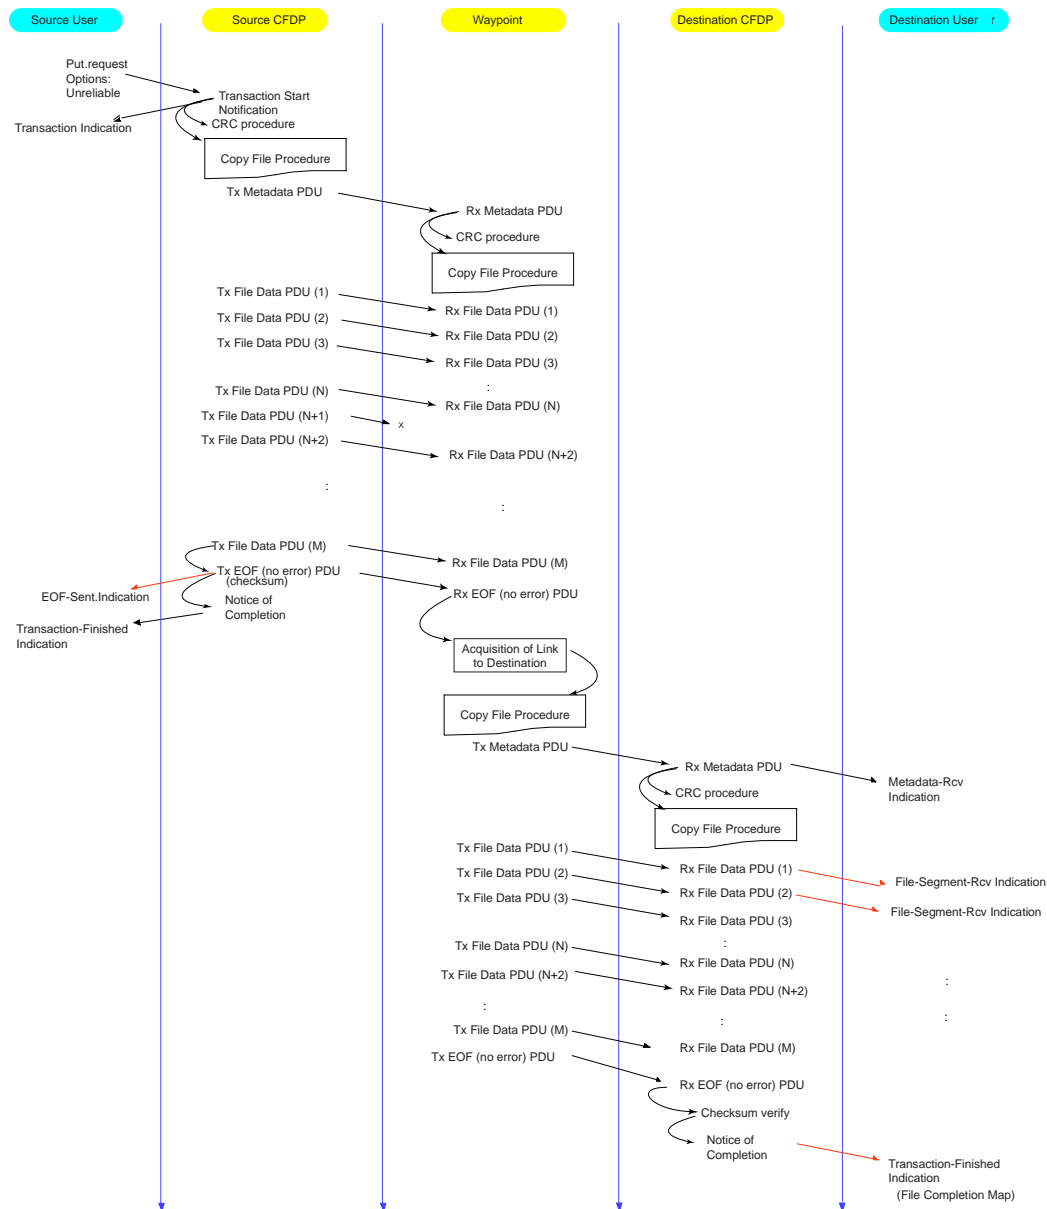 Source User
Source CFDP
Waypoint
Destination CFDP
Destination User r
Put.request
Options:
Unreliable
Transaction Start
Notification
Transaction Indication
CRC procedure
Copy File Procedure
Tx Metadata PDU
Rx Metadata PDU
CRC procedure
Copy File Procedure
Tx File Data PDU (1)
Rx File Data PDU (1)
Tx File Data PDU (2)
Rx File Data PDU (2)
Tx File Data PDU (3)
Rx File Data PDU (3)
:
Tx File Data PDU (N)
Rx File Data PDU (N)
Tx File Data PDU (N+1)
x
Tx File Data PDU (N+2)
Rx File Data PDU (N+2)
:
:
Tx File Data PDU (M)
Rx File Data PDU (M)
Tx EOF (no error) PDU
(checksum)
EOF-Sent.Indication
Rx EOF (no error) PDU
Notice of
Completion
Transaction-Finished
Indication
Acquisition of Link
to Destination
Copy File Procedure
Tx Metadata PDU
Rx Metadata PDU
Metadata-Rcv
Indication
CRC procedure
Copy File Procedure
Tx File Data PDU (1)
Rx File Data PDU (1)
File-Segment-Rcv Indication
Tx File Data PDU (2)
Rx File Data PDU (2)
File-Segment-Rcv Indication
Tx File Data PDU (3)
Rx File Data PDU (3)
:
Tx File Data PDU (N)
Rx File Data PDU (N)
Tx File Data PDU (N+2)
Rx File Data PDU (N+2)
:
:
:
:
Tx File Data PDU (M)
Rx File Data PDU (M)
Tx EOF (no error) PDU
Rx EOF (no error) PDU
Checksum verify
Notice of
Completion
Transaction-Finished
Indication
(File Completion Map)